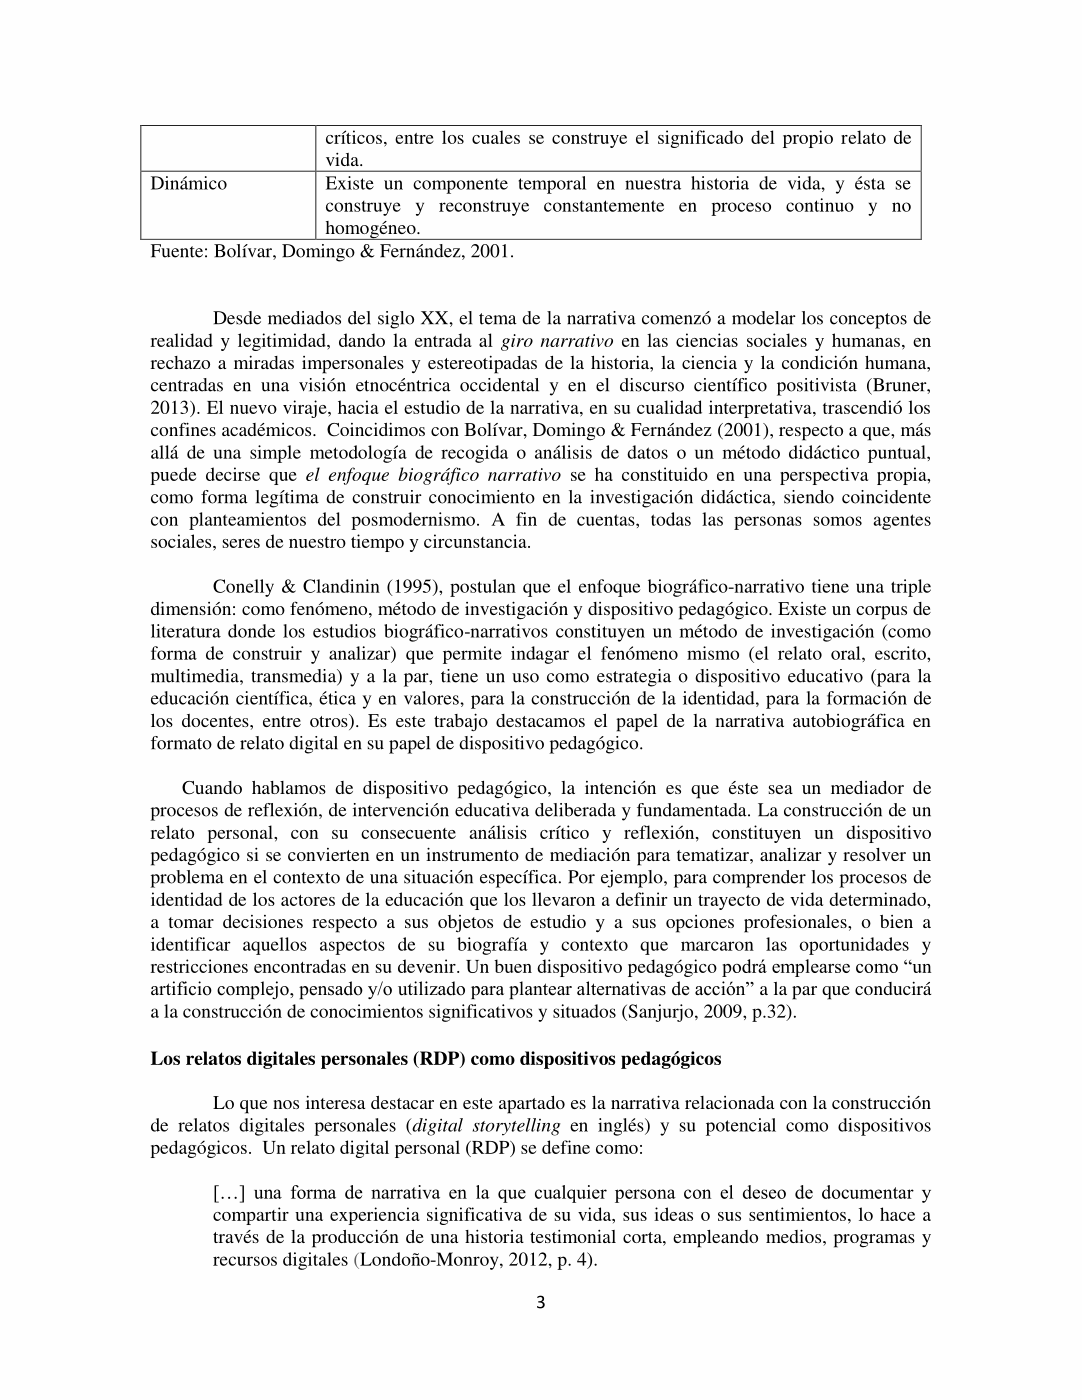 críticos, entre los cuales se construye el significado del propio relato de
vida.
Dinámico
Existe un componente temporal en nuestra historia de vida, y ésta se
construye y reconstruye constantemente en proceso continuo y no
homogéneo.
Fuente: Bolívar, Domingo & Fernández, 2001.
Desde mediados del siglo XX, el tema de la narrativa comenzó a modelar los conceptos de
realidad y legitimidad, dando la entrada al giro narrativo en las ciencias sociales y humanas, en
rechazo a miradas impersonales y estereotipadas de la historia, la ciencia y la condición humana,
centradas en una visión etnocéntrica occidental y en el discurso científico positivista (Bruner,
2013). El nuevo viraje, hacia el estudio de la narrativa, en su cualidad interpretativa, trascendió los
confines académicos. Coincidimos con Bolívar, Domingo & Fernández (2001), respecto a que, más
allá de una simple metodología de recogida o análisis de datos o un método didáctico puntual,
puede decirse que el enfoque biográfico narrativo se ha constituido en una perspectiva propia,
como forma legítima de construir conocimiento en la investigación didáctica, siendo coincidente
con planteamientos del posmodernismo. A fin de cuentas, todas las personas somos agentes
sociales, seres de nuestro tiempo y circunstancia.
Conelly & Clandinin (1995), postulan que el enfoque biográfico-narrativo tiene una triple
dimensión: como fenómeno, método de investigación y dispositivo pedagógico. Existe un corpus de
literatura donde los estudios biográfico-narrativos constituyen un método de investigación (como
forma de construir y analizar) que permite indagar el fenómeno mismo (el relato oral, escrito,
multimedia, transmedia) y a la par, tiene un uso como estrategia o dispositivo educativo (para la
educación científica, ética y en valores, para la construcción de la identidad, para la formación de
los docentes, entre otros). Es este trabajo destacamos el papel de la narrativa autobiográfica en
formato de relato digital en su papel de dispositivo pedagógico.
Cuando hablamos de dispositivo pedagógico, la intención es que éste sea un mediador de
procesos de reflexión, de intervención educativa deliberada y fundamentada. La construcción de un
relato personal, con su consecuente análisis crítico y reflexión, constituyen un dispositivo
pedagógico si se convierten en un instrumento de mediación para tematizar, analizar y resolver un
problema en el contexto de una situación específica. Por ejemplo, para comprender los procesos de
identidad de los actores de la educación que los llevaron a definir un trayecto de vida determinado,
a tomar decisiones respecto a sus objetos de estudio y a sus opciones profesionales, o bien a
identificar aquellos aspectos de su biografía y contexto que marcaron las oportunidades y
restricciones encontradas en su devenir. Un buen dispositivo pedagógico podrá emplearse como “un
artificio complejo, pensado y/o utilizado para plantear alternativas de acción” a la par que conducirá
a la construcción de conocimientos significativos y situados (Sanjurjo, 2009, p.32).
Los relatos digitales personales (RDP) como dispositivos pedagógicos
Lo que nos interesa destacar en este apartado es la narrativa relacionada con la construcción
de relatos digitales personales (digital storytelling en inglés) y su potencial como dispositivos
pedagógicos. Un relato digital personal (RDP) se define como:
[…] una forma de narrativa en la que cualquier persona con el deseo de documentar y
compartir una experiencia significativa de su vida, sus ideas o sus sentimientos, lo hace a
través de la producción de una historia testimonial corta, empleando medios, programas y
recursos digitales (Londoño-Monroy, 2012, p. 4).
3